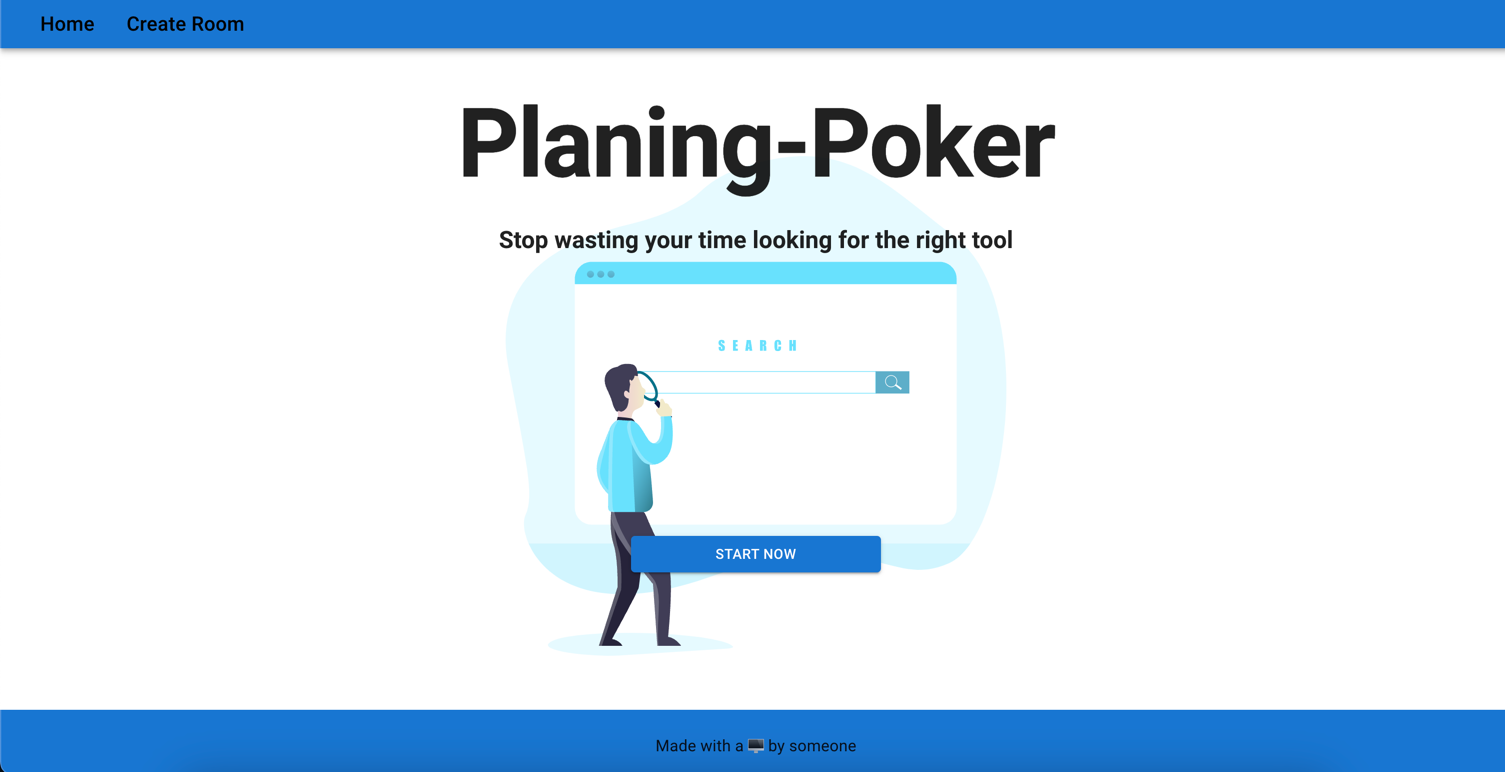 Home Create Room
Planing-Poker
Stop wasting your time looking for the right tool
SEARCH
START NOW
Made with a 🖥️ by someone